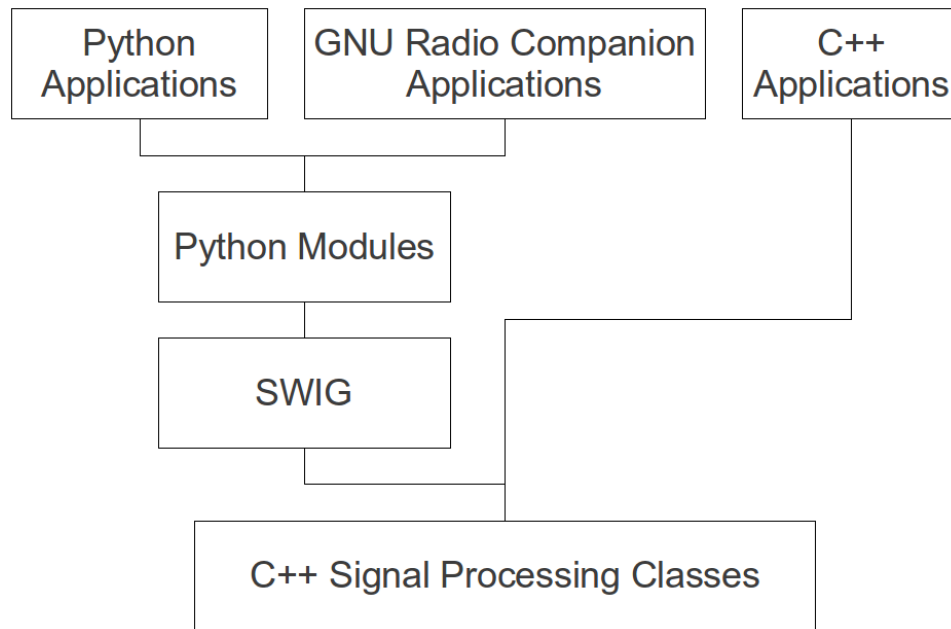 Python
Applications
GNU Radio Companion
Applications
C++
Applications
Python Modules
SWIG
C++ Signal Processing Classes